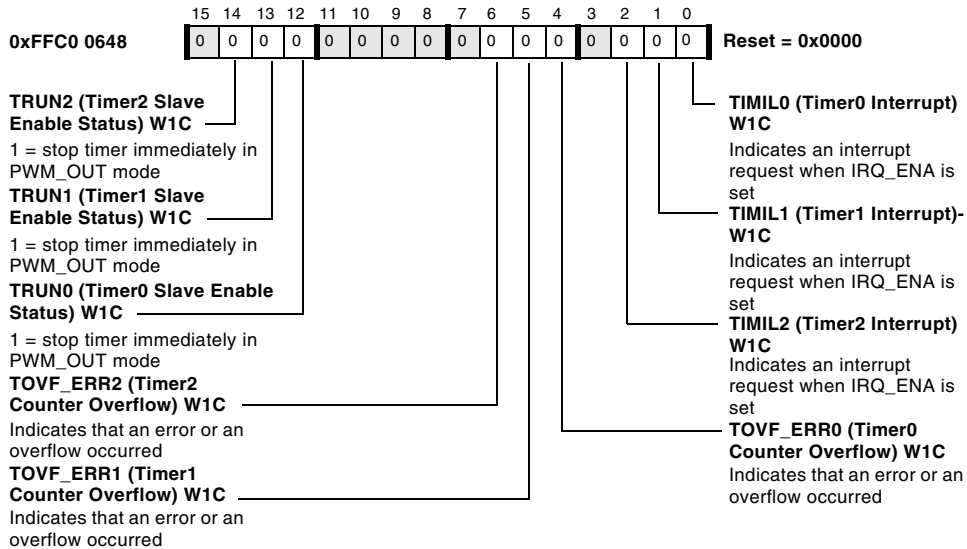 15 14 13 12 11 10 9 8 7 6 5 4 3 2 1 0
0xFFC0 0648
0 0 0 0 0 0 0 0 0 0 0 0 0 0 0 0
Reset = 0x0000
TRUN2 (Timer2 Slave
Enable Status) W1C
1 = stop timer immediately in
PWM_OUT mode
TRUN1 (Timer1 Slave
Enable Status) W1C
1 = stop timer immediately in
PWM_OUT mode
TRUN0 (Timer0 Slave Enable
Status) W1C
1 = stop timer immediately in
PWM_OUT mode
TOVF_ERR2 (Timer2
Counter Overflow) W1C
Indicates that an error or an
overflow occurred
TOVF_ERR1 (Timer1
Counter Overflow) W1C
Indicates that an error or an
overflow occurred
TIMIL0 (Timer0 Interrupt)
W1C
Indicates an interrupt
request when IRQ_ENA is
set
TIMIL1 (Timer1 Interrupt)-
W1C
Indicates an interrupt
request when IRQ_ENA is
set
TIMIL2 (Timer2 Interrupt)
W1C
Indicates an interrupt
request when IRQ_ENA is
set
TOVF_ERR0 (Timer0
Counter Overflow) W1C
Indicates that an error or an
overflow occurred